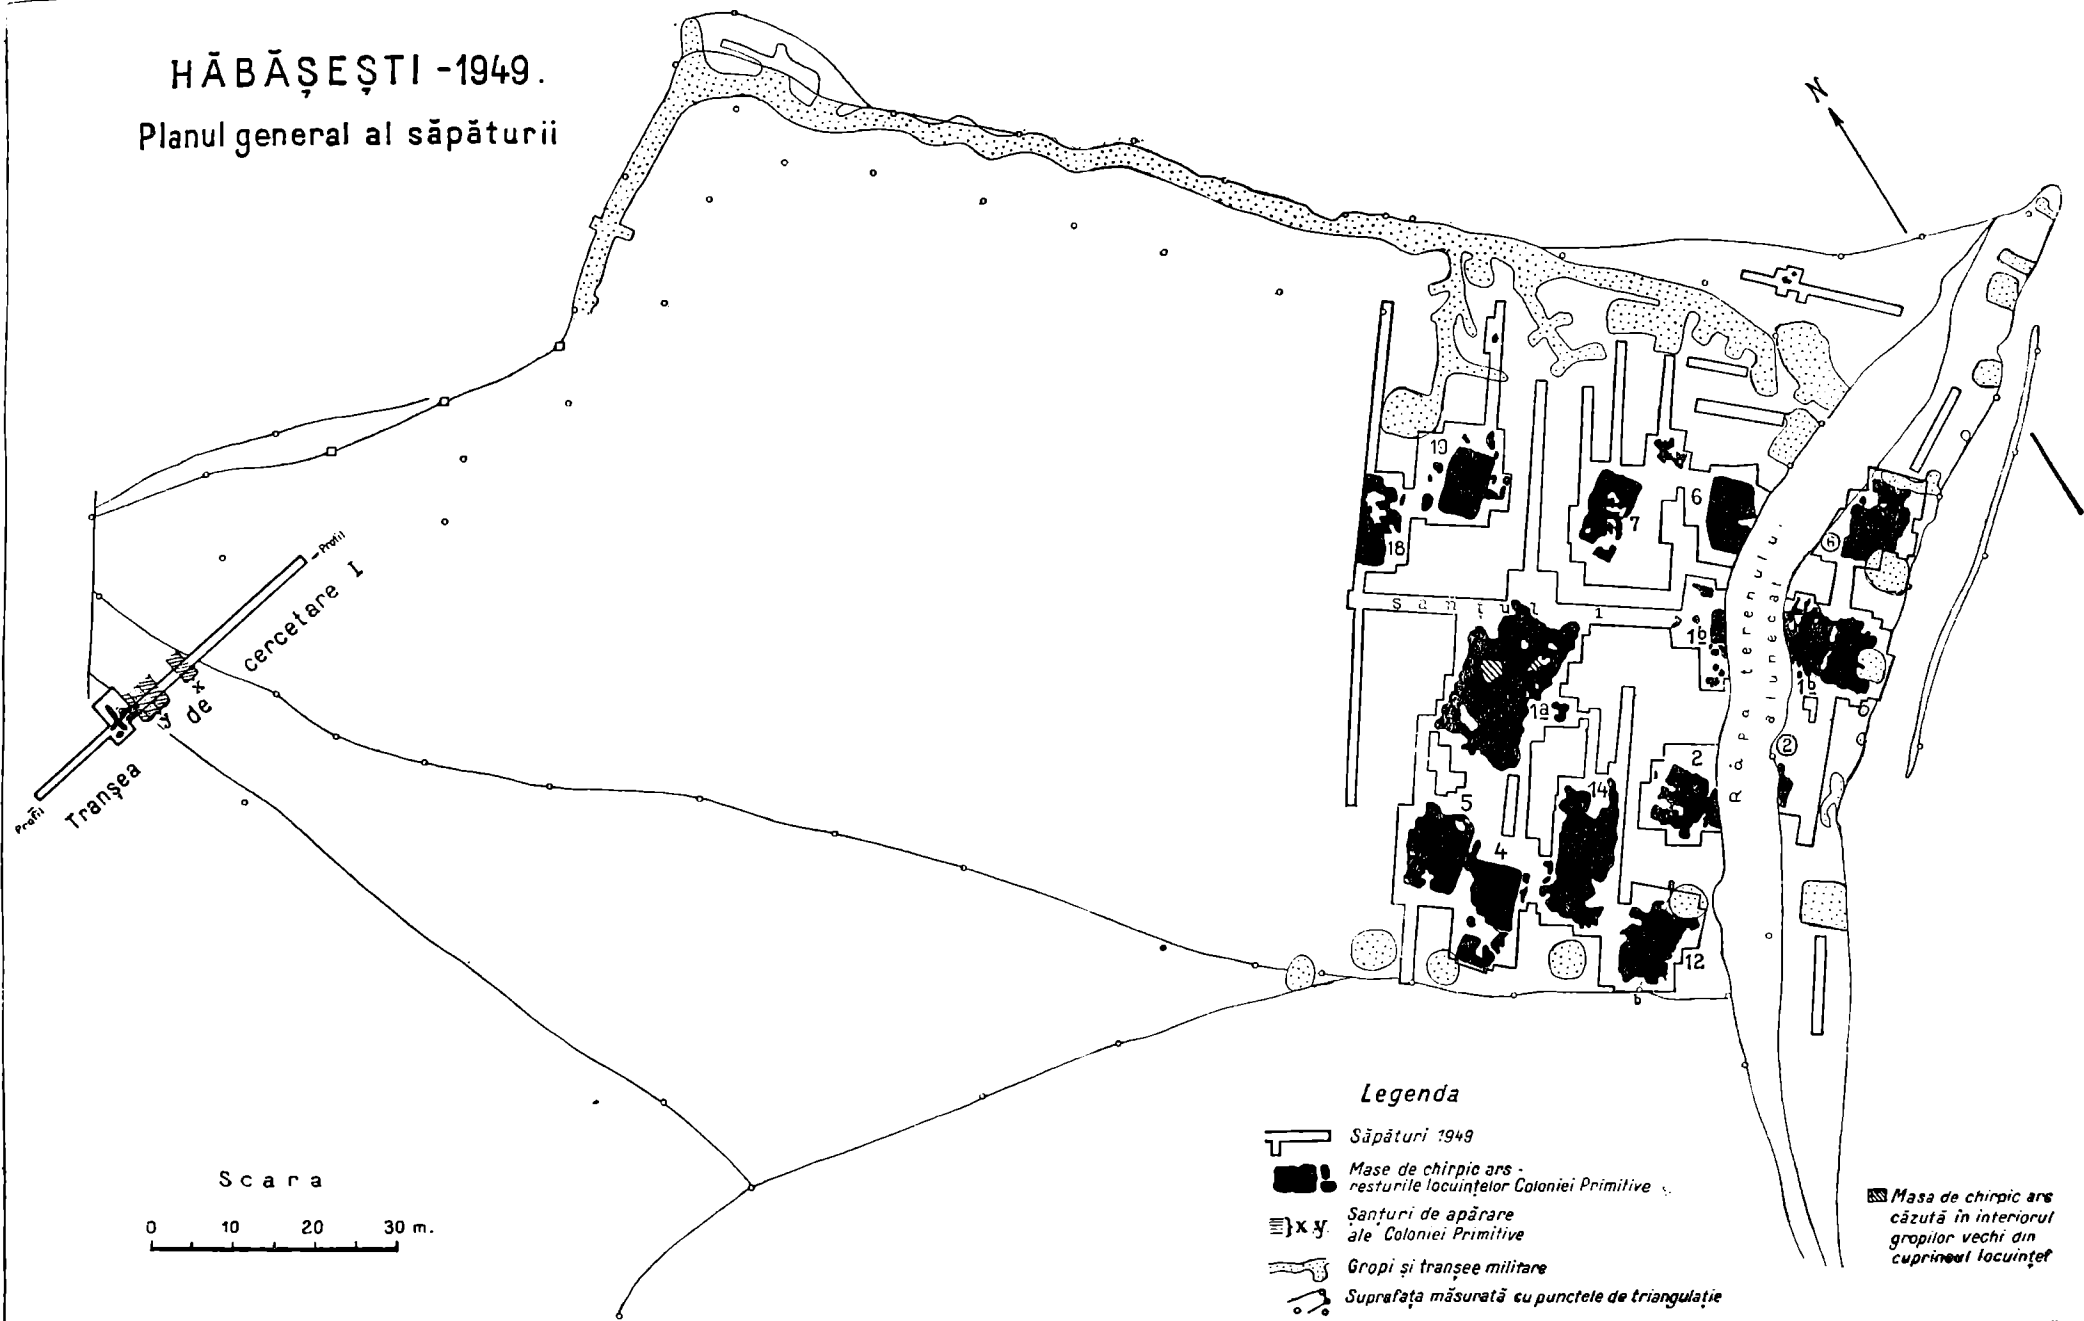 HĂBĂȘEȘTI - 1949.
Planul general al săpăturii
N
Profil
Transea de cercetare I
x
y
Profil
19
18
7
6
6
Șanțul 1
1b
1b
1a
2
2
14
5
4
12
b
Râpa terenului alunecat
Scara
0 10 20 30 m.
Legenda
Săpături 1949
Mase de chirpic ars -
resturile locuințelor Coloniei Primitive
x y. Șanțuri de apărare
ale Coloniei Primitive
Gropi și tranșee militare
Suprafața măsurată cu punctele de triangulație
Masa de chirpic ars
căzută în interiorul
gropilor vechi din
cuprinsul locuinței